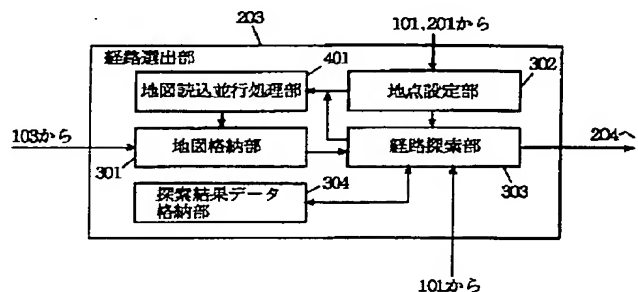 203
101,201から
経路選出部
401
302
地図読込並行処理部
地点設定部
103から
地図格納部
経路探索部
204へ
301
304
303
探索結果データ
格納部
101から